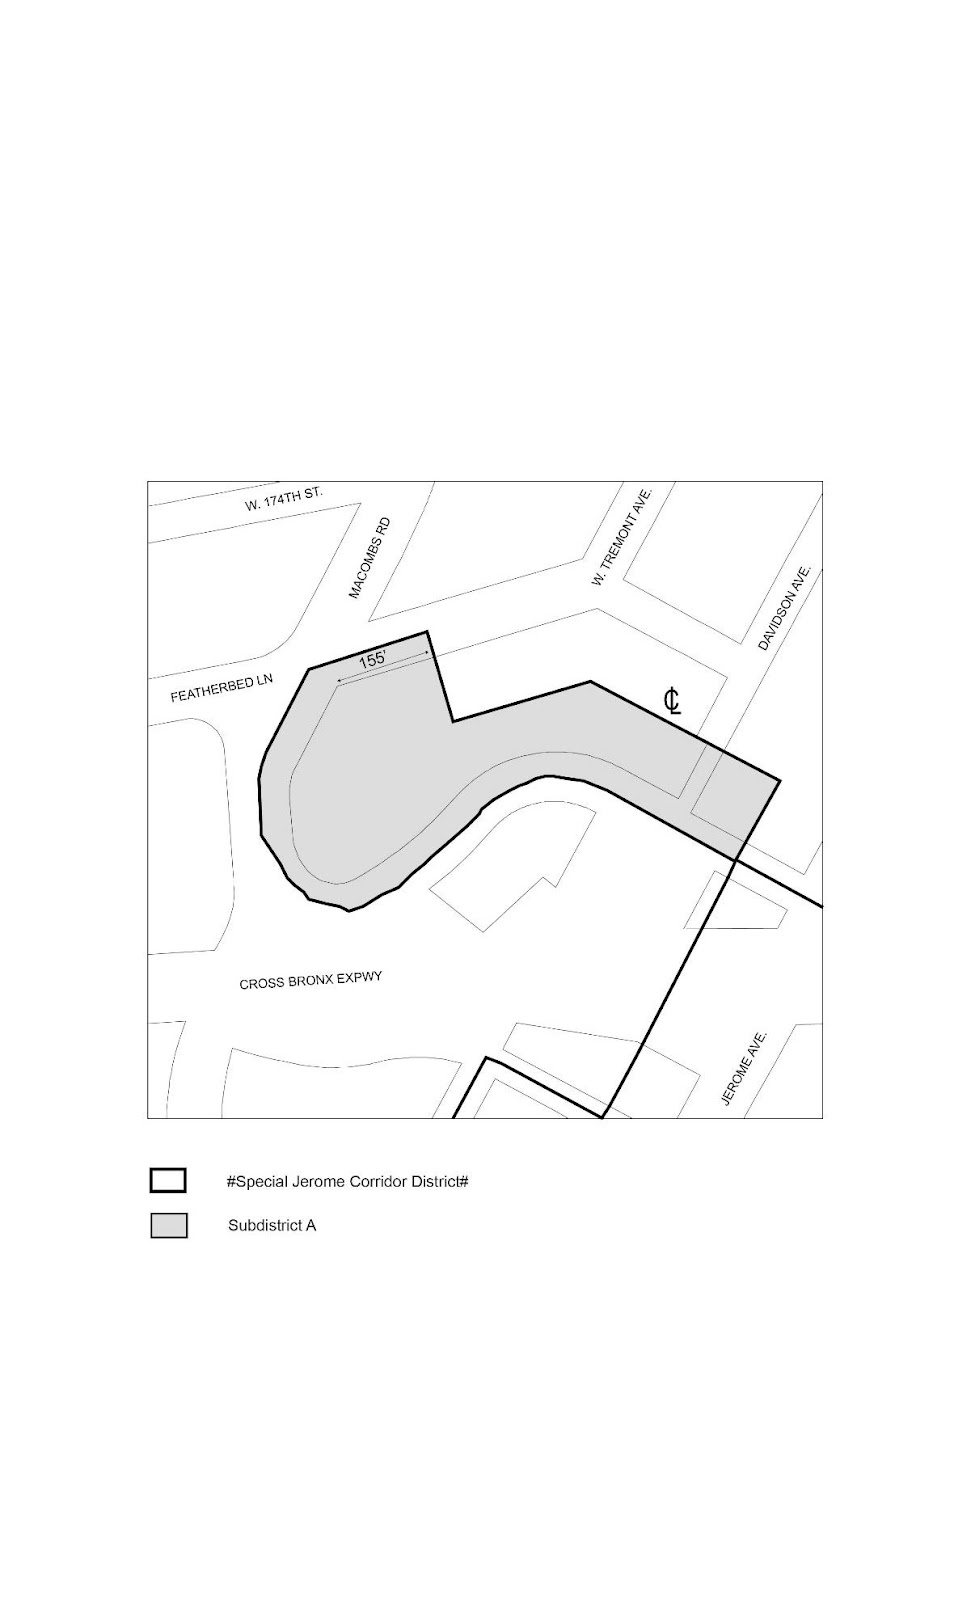 W. 174TH ST.
MACOMBS RD
W. TREMONT AVE.
DAVIDSON AVE.
155'
FEATHERBED LN
℄
CROSS BRONX EXPWY
JEROME AVE.
#Special Jerome Corridor District#
Subdistrict A